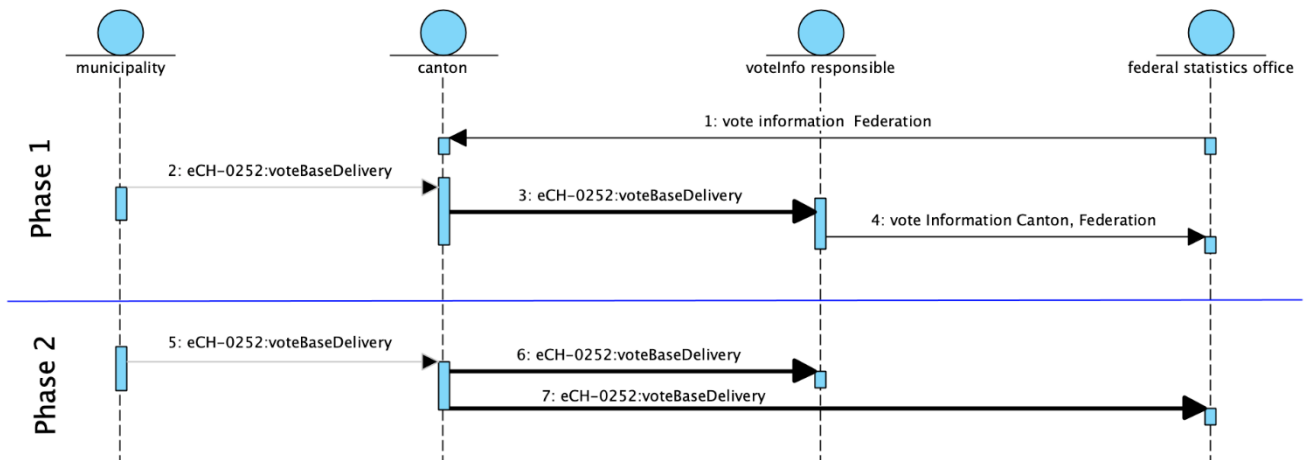 municipality
canton
voteInfo responsible
federal statistics office
Phase 1
1: vote information Federation
2: eCH-0252:voteBaseDelivery
3: eCH-0252:voteBaseDelivery
4: vote Information Canton, Federation
Phase 2
5: eCH-0252:voteBaseDelivery
6: eCH-0252:voteBaseDelivery
7: eCH-0252:voteBaseDelivery